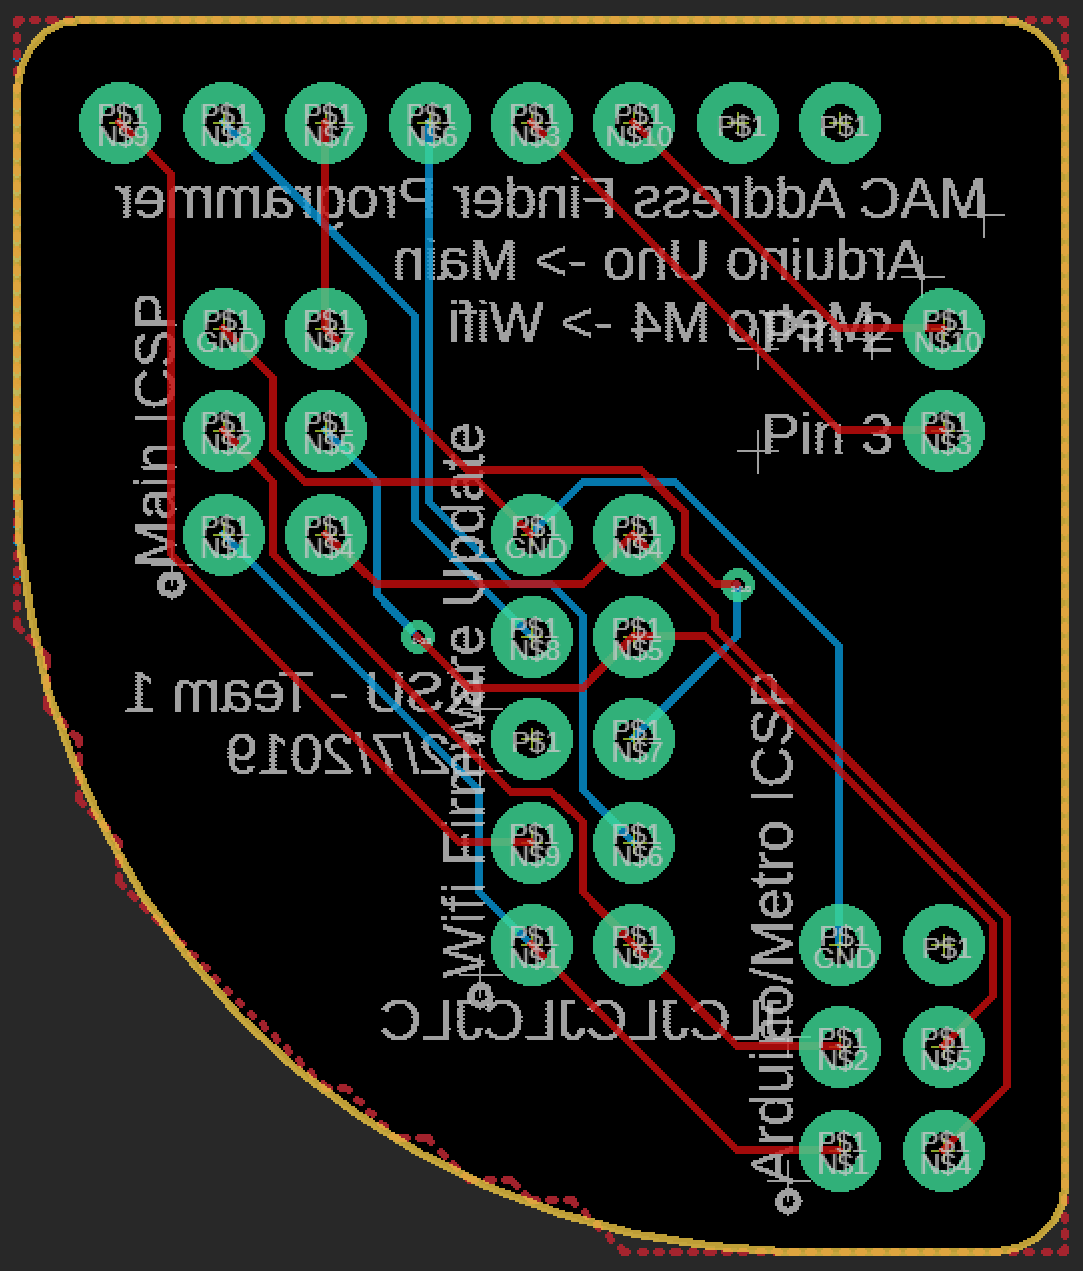 P$1 P$1 P$1 P$1 P$1 P$1 P$1 P$1
N$9 N$8 N$7 N$6 N$3 N$10
MAC Address Finder Programmer
Arduino Uno -> Main
Metro M4 -> Wifi
Pin 2
P$1 P$1 P$1
GND N$7 N$10
Main ICSP
P$1 P$1 Pin 3 P$1
N$2 N$5 N$3
P$1 P$1 P$1 P$1
N$1 N$4 GND N$4
Wifi Firmware Update
P$1 P$1
N$8 N$5
SU - Team 1
2/7/2019
P$1 P$1
N$7
P$1 P$1
N$9 N$6
Arduino/Metro ICSP
P$1 P$1 P$1 P$1
N$1 N$2 GND
JLCJLCJLCJLC
P$1 P$1
N$2 N$5
P$1 P$1
N$1 N$4